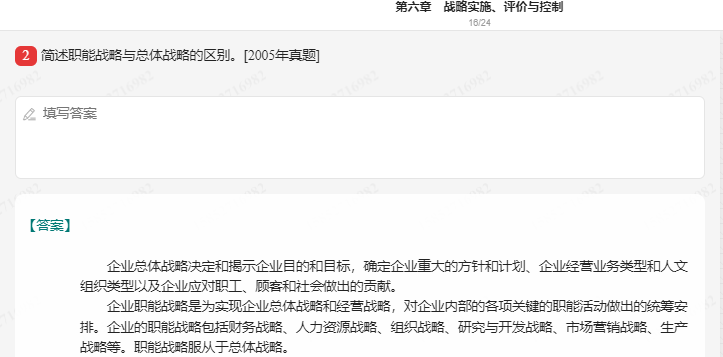 第六章　战略实施、评价与控制
16/24
2 简述职能战略与总体战略的区别。[2005年真题]
填写答案
【答案】
企业总体战略决定和揭示企业目的和目标，确定企业重大的方针和计划、企业经营业务类型和人文
组织类型以及企业应对职工、顾客和社会做出的贡献。
企业职能战略是为实现企业总体战略和经营战略，对企业内部的各项关键的职能活动做出的统筹安
排。企业的职能战略包括财务战略、人力资源战略、组织战略、研究与开发战略、市场营销战略、生产
战略等。职能战略服从于总体战略。